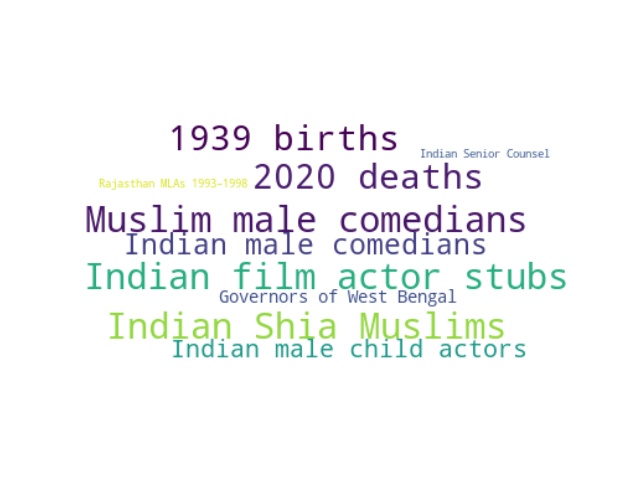 1939 births
Indian Senior Counsel
Rajasthan MLAs 1993–1998
2020 deaths
Muslim male comedians
Indian male comedians
Indian film actor stubs
Governors of West Bengal
Indian Shia Muslims
Indian male child actors